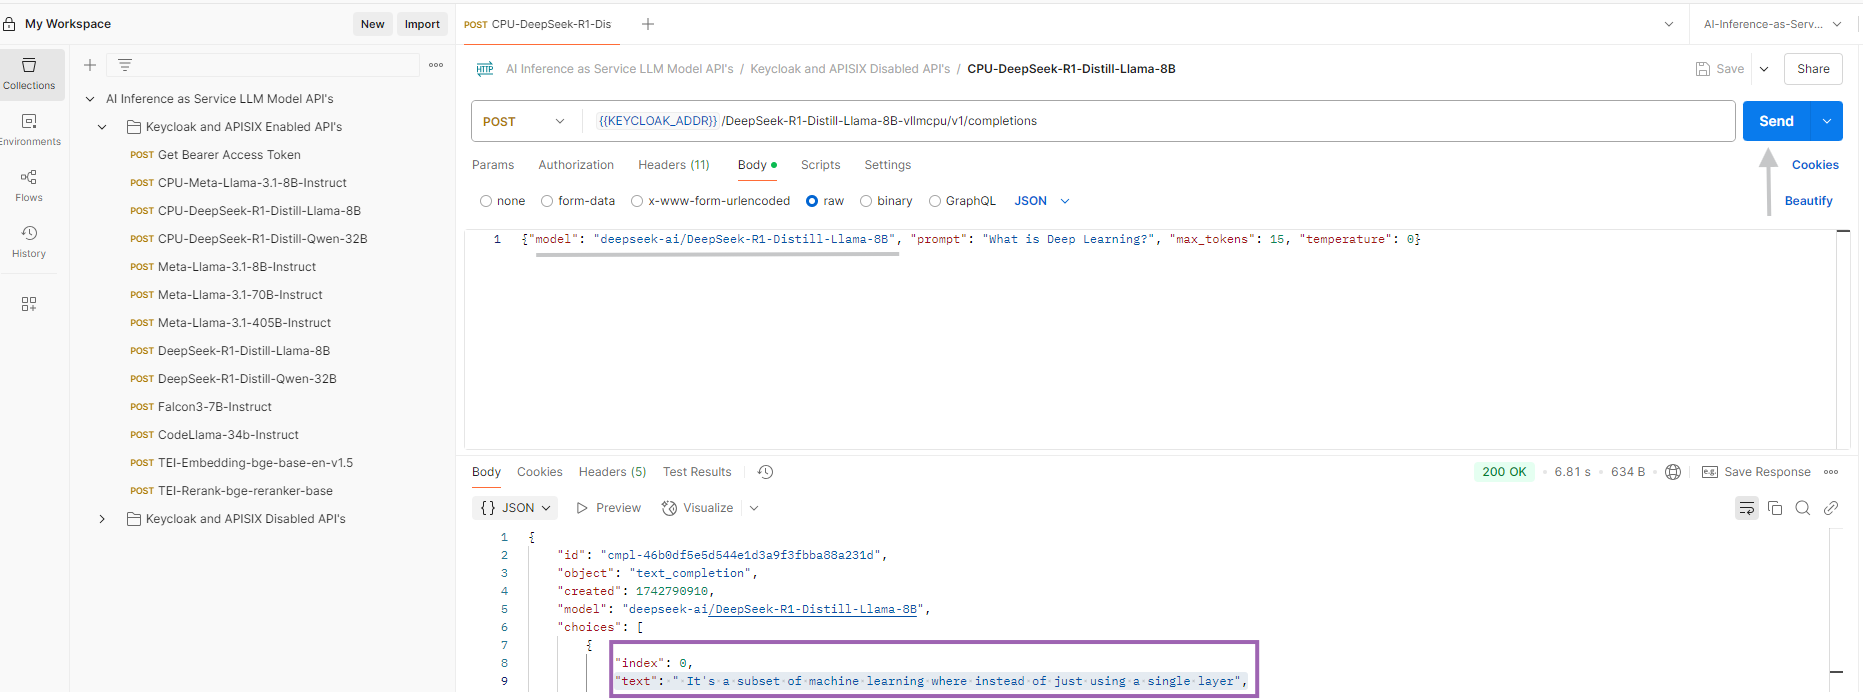 My Workspace
New
Import
POST CPU-DeepSeek-R1-Dis
AI-Inference-as-Serv...
Collections
Environments
Flows
History
AI Inference as Service LLM Model API's
Keycloak and APISIX Enabled API's
POST Get Bearer Access Token
POST CPU-Meta-Llama-3.1-8B-Instruct
POST CPU-DeepSeek-R1-Distill-Llama-8B
POST CPU-DeepSeek-R1-Distill-Qwen-32B
POST Meta-Llama-3.1-8B-Instruct
POST Meta-Llama-3.1-70B-Instruct
POST Meta-Llama-3.1-405B-Instruct
POST DeepSeek-R1-Distill-Llama-8B
POST DeepSeek-R1-Distill-Qwen-32B
POST Falcon3-7B-Instruct
POST CodeLlama-34b-Instruct
POST TEI-Embedding-bge-base-en-v1.5
POST TEI-Rerank-bge-reranker-base
Keycloak and APISIX Disabled API's
HTTP AI Inference as Service LLM Model API's / Keycloak and APISIX Disabled API's / CPU-DeepSeek-R1-Distill-Llama-8B
Save
Share
POST {{KEYCLOAK_ADDR}} /DeepSeek-R1-Distill-Llama-8B-vllmcpu/v1/completions
Send
Params Authorization Headers (11) Body Scripts Settings
Cookies
none form-data x-www-form-urlencoded raw binary GraphQL JSON
Beautify
1 {"model": "deepseek-ai/DeepSeek-R1-Distill-Llama-8B", "prompt": "What is Deep Learning?", "max_tokens": 15, "temperature": 0}
Body Cookies Headers (5) Test Results
200 OK • 6.81 s • 634 B
e.g. Save Response
{} JSON Preview Visualize
1 {
2 "id": "cmpl-46b0df5e5d544e1d3a9f3fbba88a231d",
3 "object": "text_completion",
4 "created": 1742790910,
5 "model": "deepseek-ai/DeepSeek-R1-Distill-Llama-8B",
6 "choices": [
7 {
8 "index": 0,
9 "text": " It's a subset of machine learning where instead of just using a single layer",